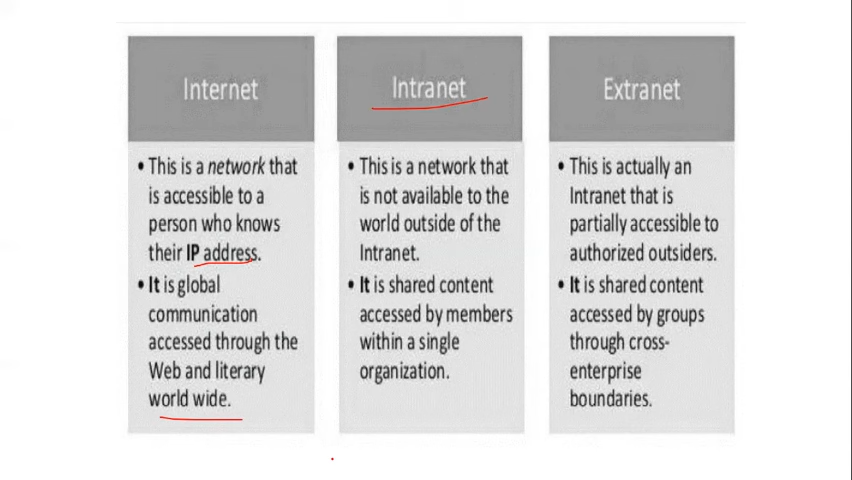 Internet
• This is a network that
is accessible to a
person who knows
their IP address.
• It is global
communication
accessed through the
Web and literary
world wide.
Intranet
• This is a network that
is not available to the
world outside of the
Intranet.
• It is shared content
accessed by members
within a single
organization.
Extranet
• This is actually an
Intranet that is
partially accessible to
authorized outsiders.
• It is shared content
accessed by groups
through cross-
enterprise
boundaries.